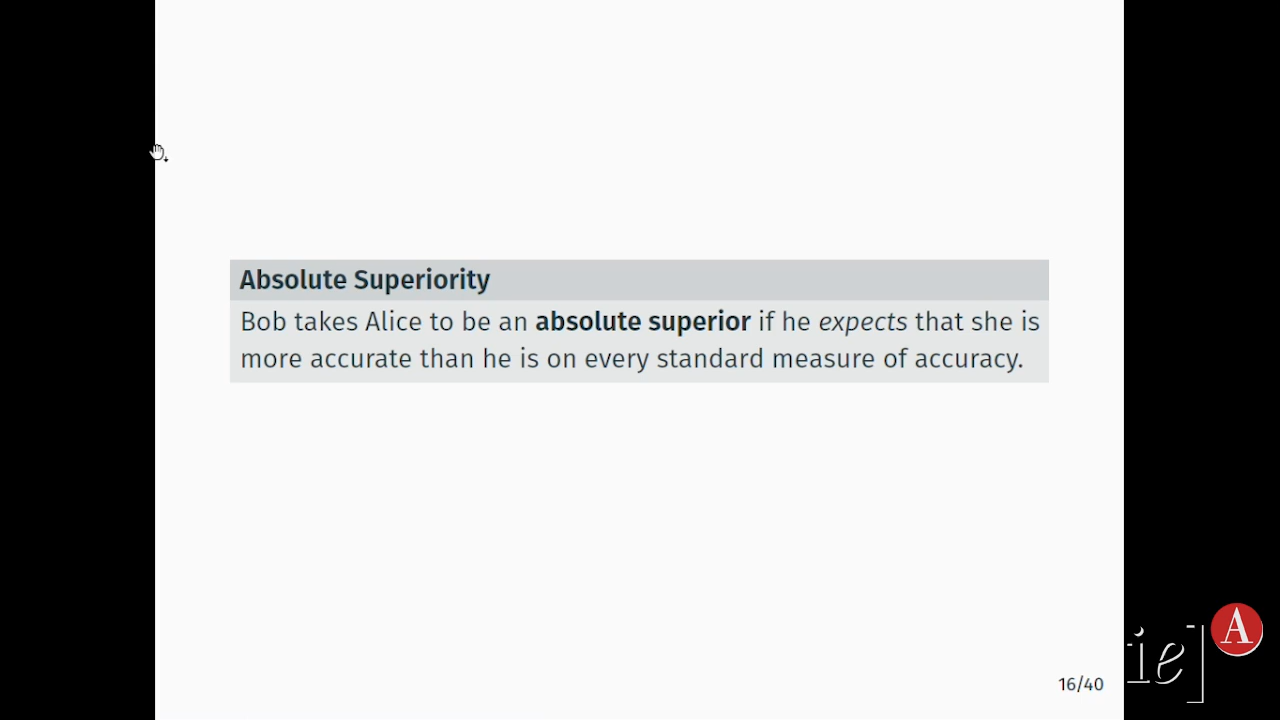 Absolute Superiority
Bob takes Alice to be an absolute superior if he expects that she is
more accurate than he is on every standard measure of accuracy.
16/40
ie]
A